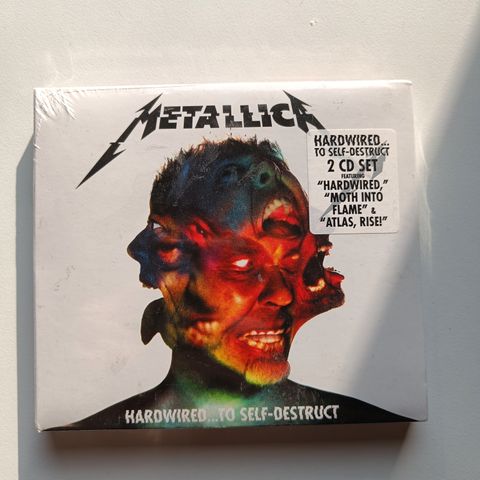 METALLICA
HARDWIRED...
TO SELF-DESTRUCT
2 CD SET
FEATURING
"HARDWIRED,"
"MOTH INTO
FLAME" &
"ATLAS, RISE!"
HARDWIRED...TO SELF-DESTRUCT